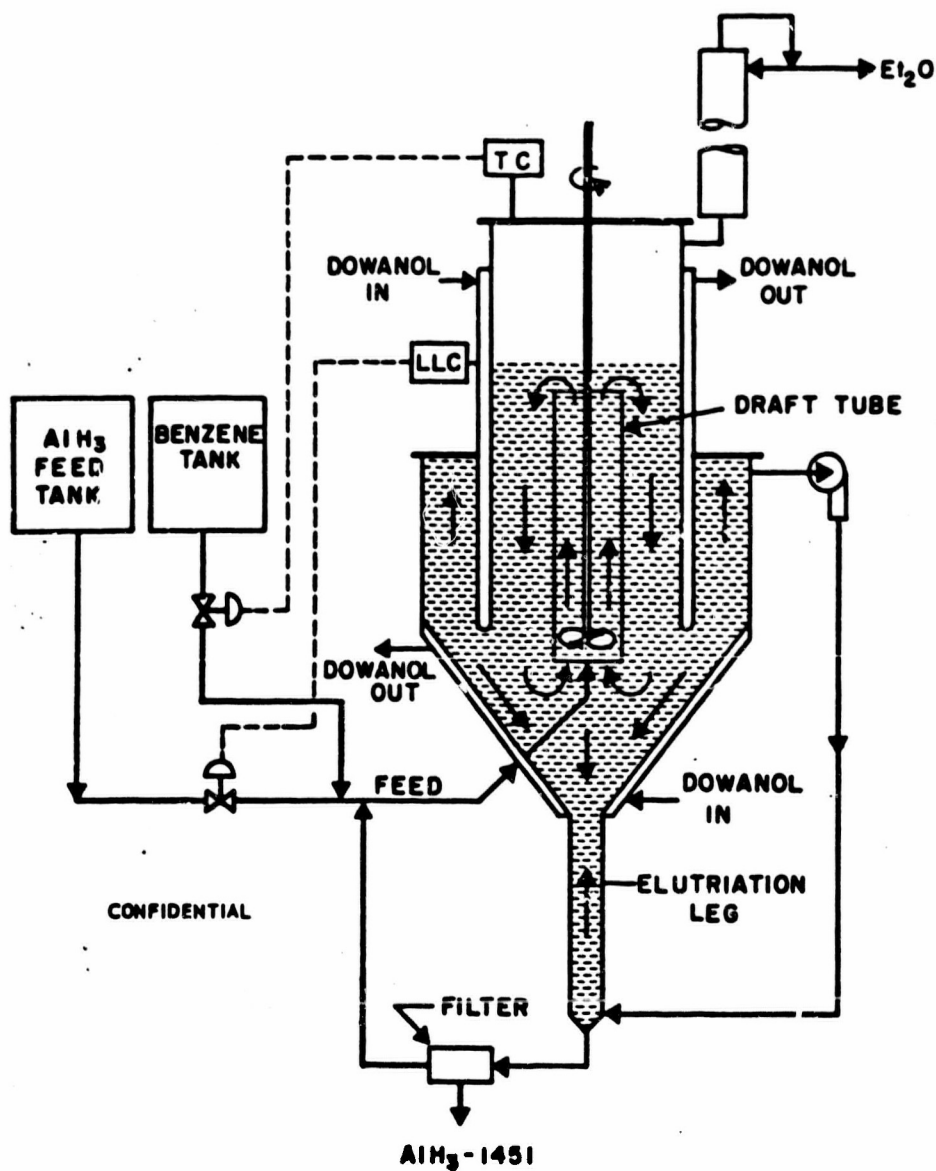 Et₂O
TC
DOWANOL
IN
DOWANOL
OUT
LLC
DRAFT TUBE
AlH₃
FEED
TANK
BENZENE
TANK
DOWANOL
OUT
FEED
DOWANOL
IN
ELUTRIATION
LEG
CONFIDENTIAL
FILTER
AlH₃-1451